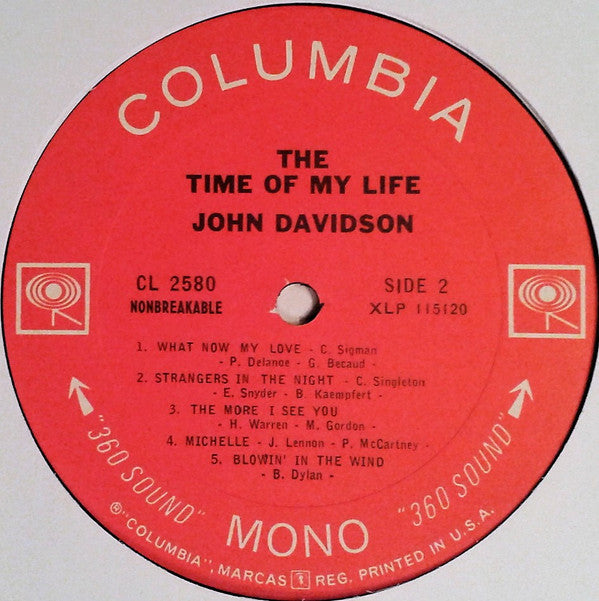 COLUMBIA
THE
TIME OF MY LIFE
JOHN DAVIDSON
CL 2580
NONBREAKABLE
SIDE 2
XLP 115120
1. WHAT NOW MY LOVE - C. Sigman
- P. Delanoe - G. Becaud -
2. STRANGERS IN THE NIGHT - C. Singleton
- E. Snyder - B. Kaempfert -
3. THE MORE I SEE YOU
- H. Warren - M. Gordon -
4. MICHELLE - J. Lennon - P. McCartney -
5. BLOWIN' IN THE WIND
- B. Dylan -
"360 SOUND"
MONO
"360 SOUND"
Ⓡ "COLUMBIA", MARCAS REG. PRINTED IN U.S.A.